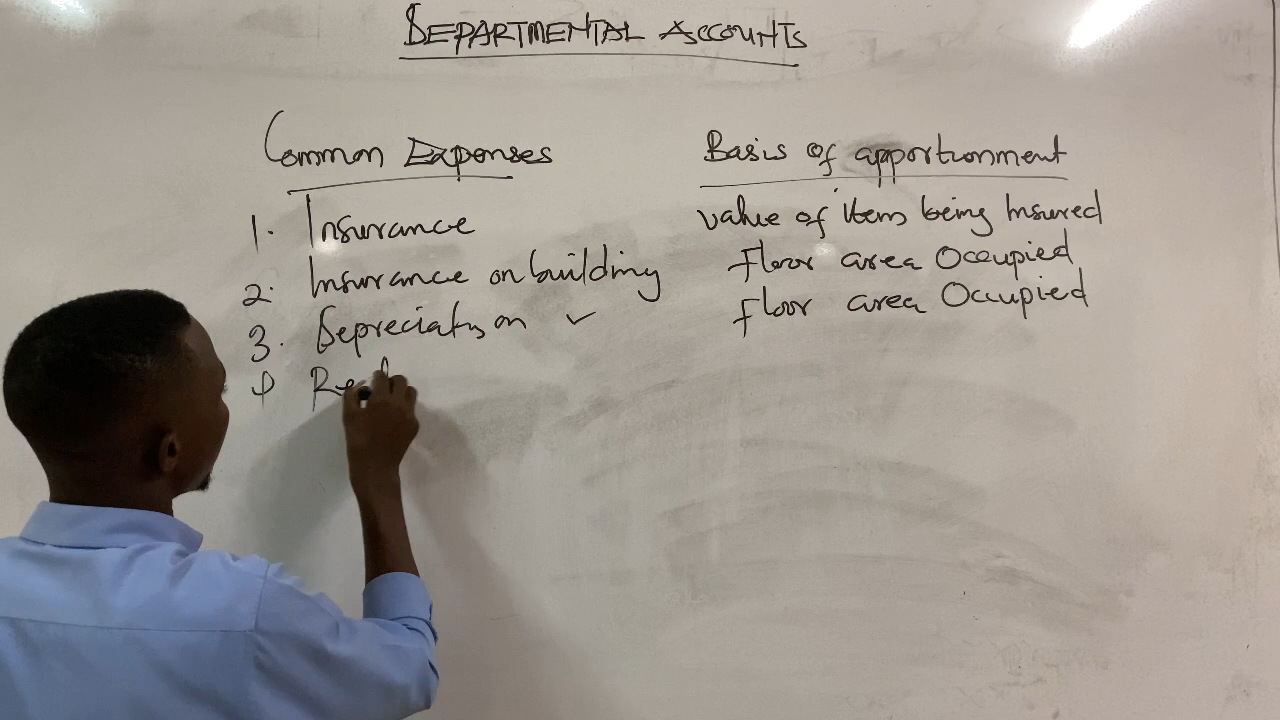 DEPARTMENTAL ACCOUNTS
Common Expenses Basis of apportionment
1. Insurance value of item being Insured
2. Insurance on building floor area Occupied
3. Depreciation ✓ floor area Occupied
4